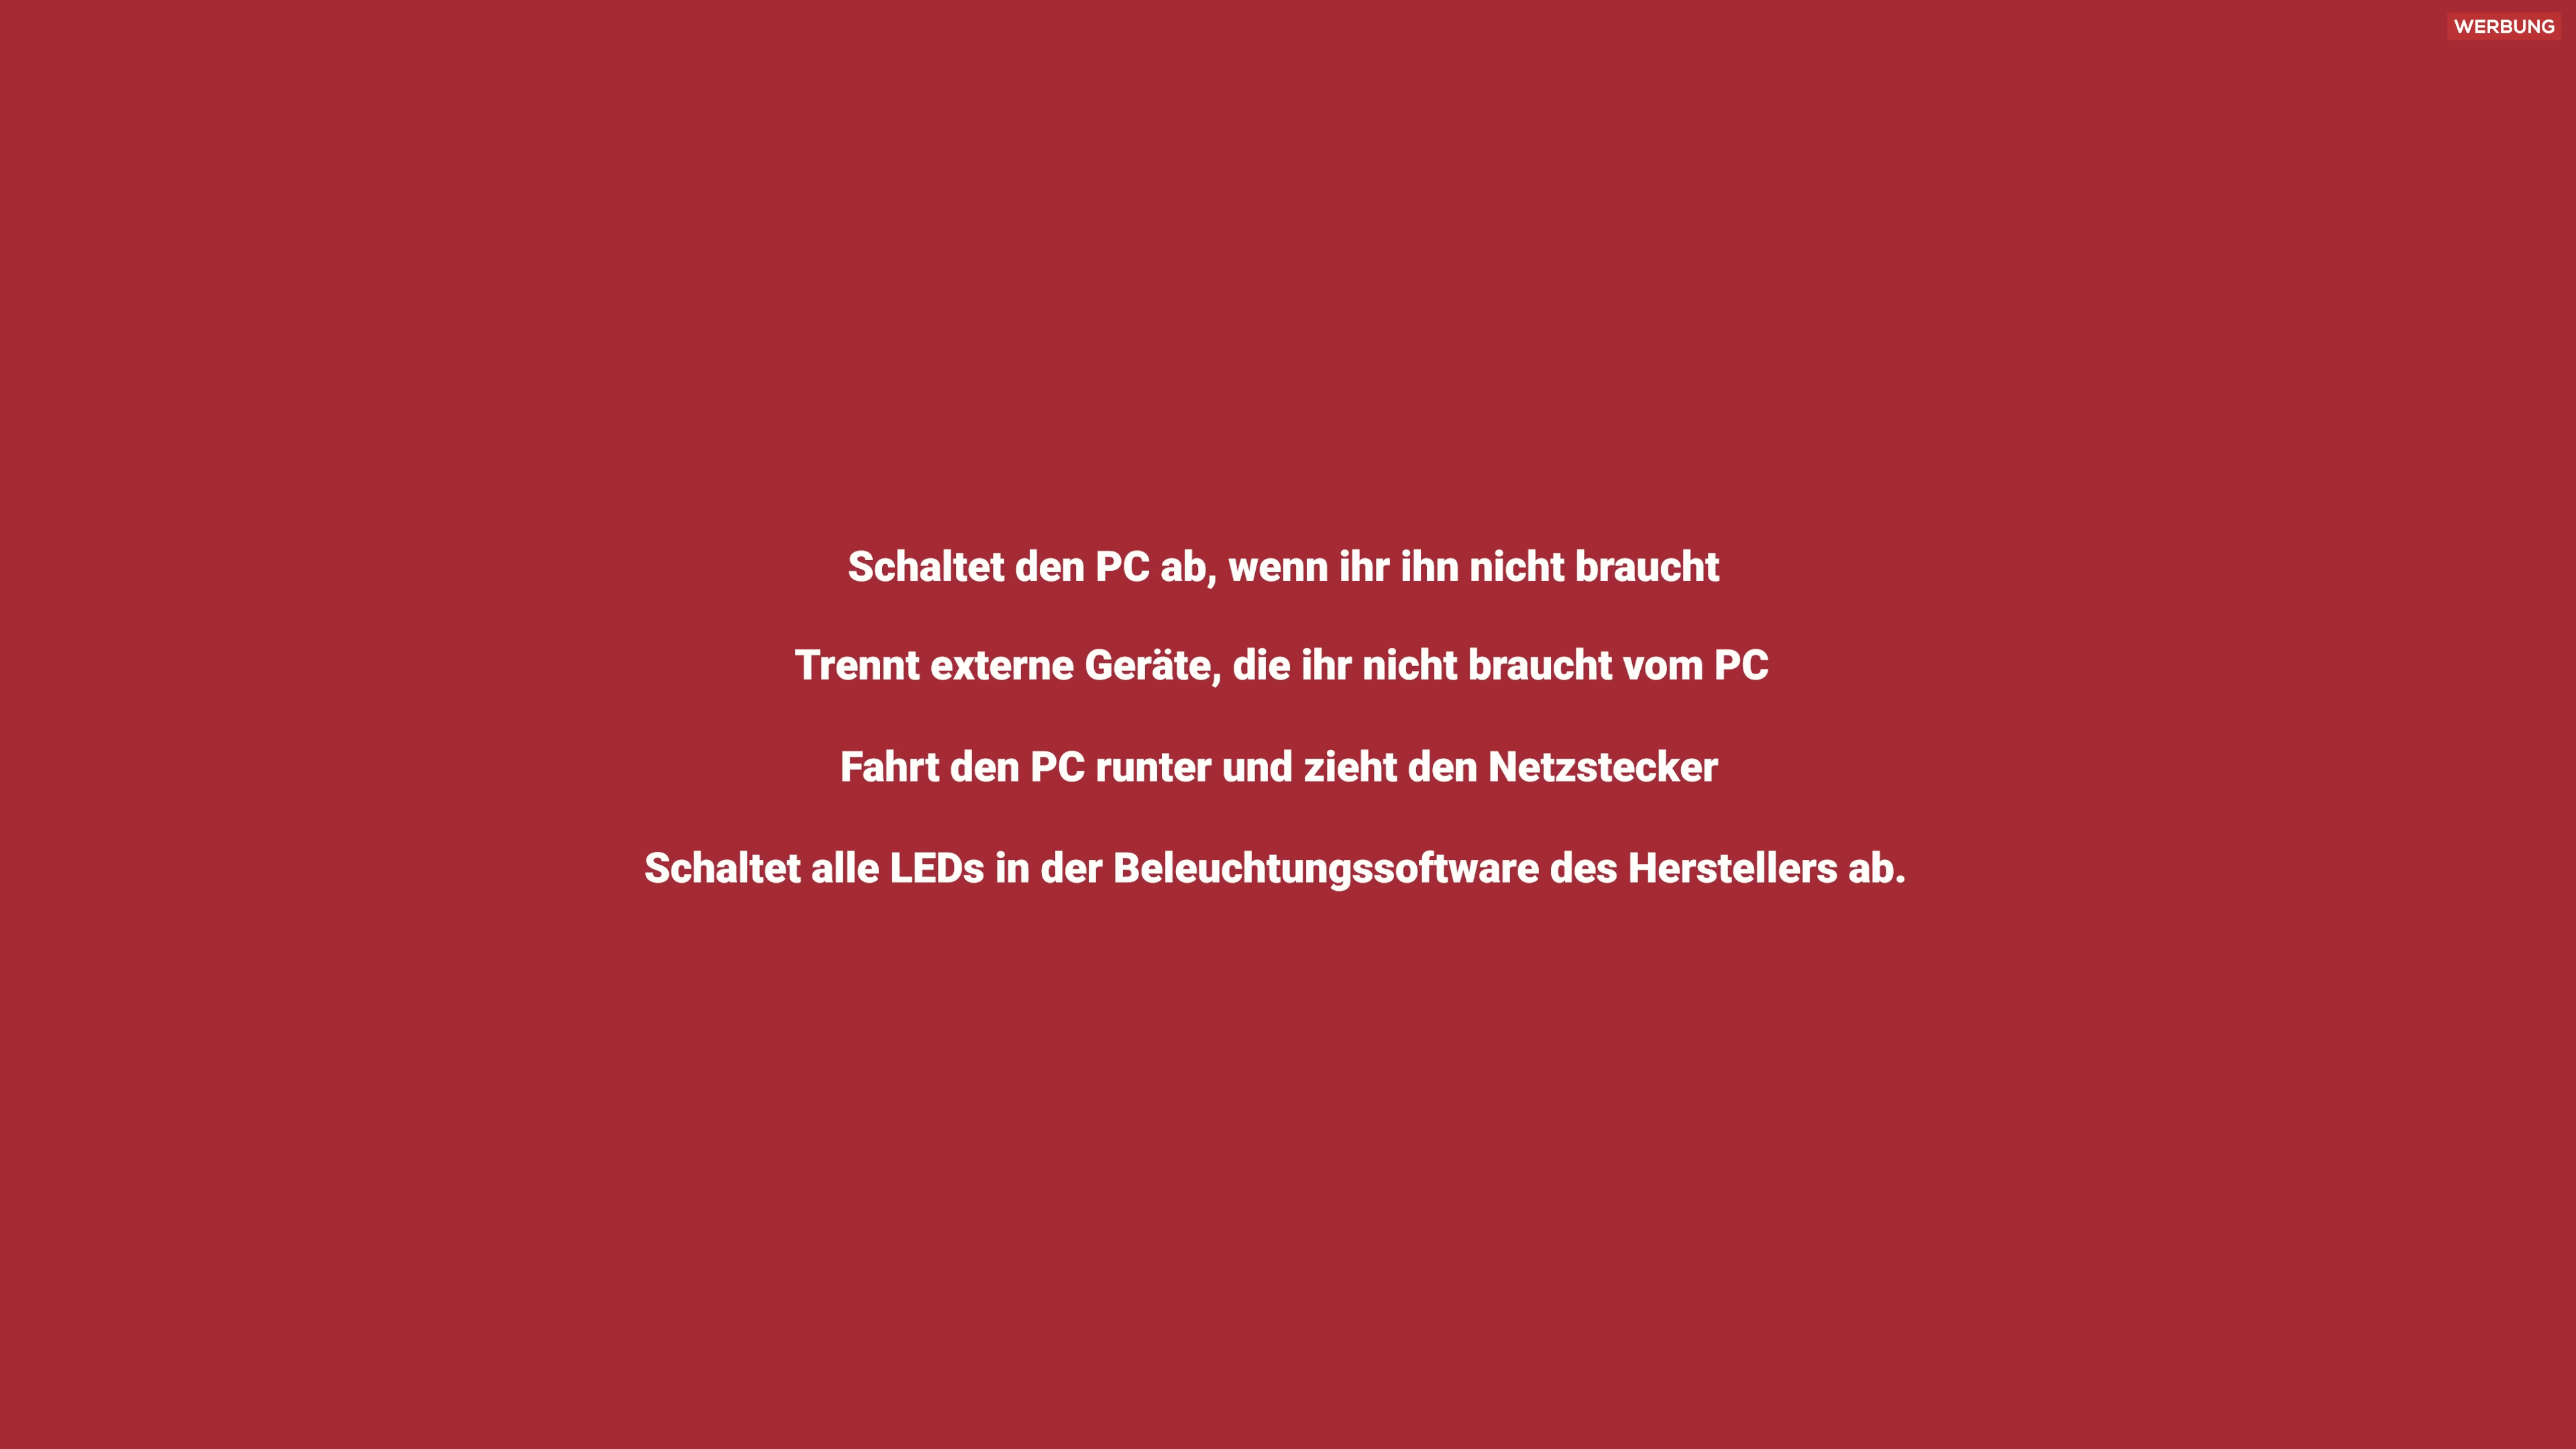 WERBUNG
Schaltet den PC ab, wenn ihr ihn nicht braucht
Trennt externe Geräte, die ihr nicht braucht vom PC
Fahrt den PC runter und zieht den Netzstecker
Schaltet alle LEDs in der Beleuchtungssoftware des Herstellers ab.